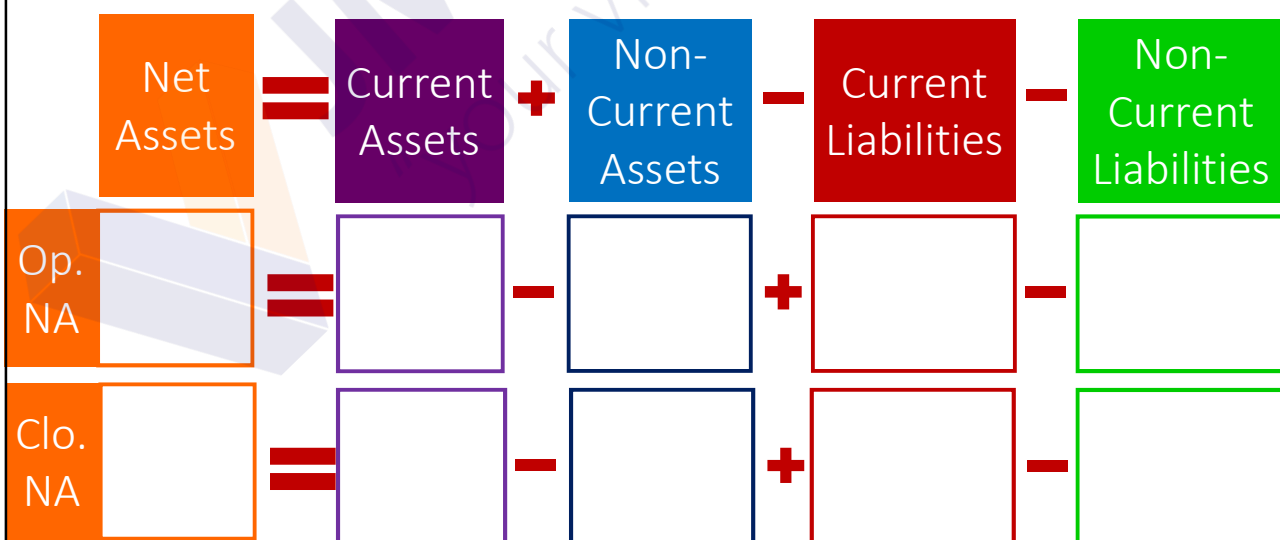 Net
Assets
=
Current
Assets
+
Non-
Current
Assets
-
Current
Liabilities
-
Non-
Current
Liabilities
Op.
NA
=
-
+
-
Clo.
NA
=
-
+
-